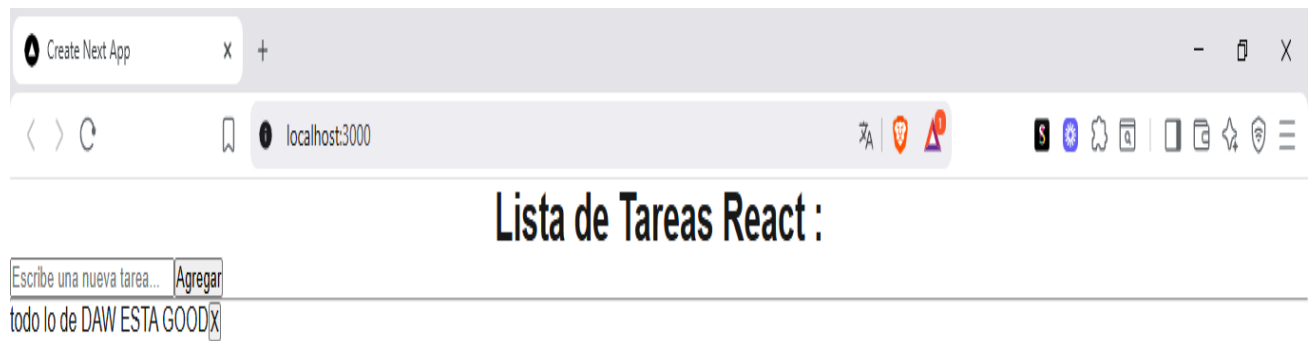 Create Next App
localhost:3000
1
Lista de Tareas React :
Escribe una nueva tarea... Agregar
todo lo de DAW ESTA GOOD X